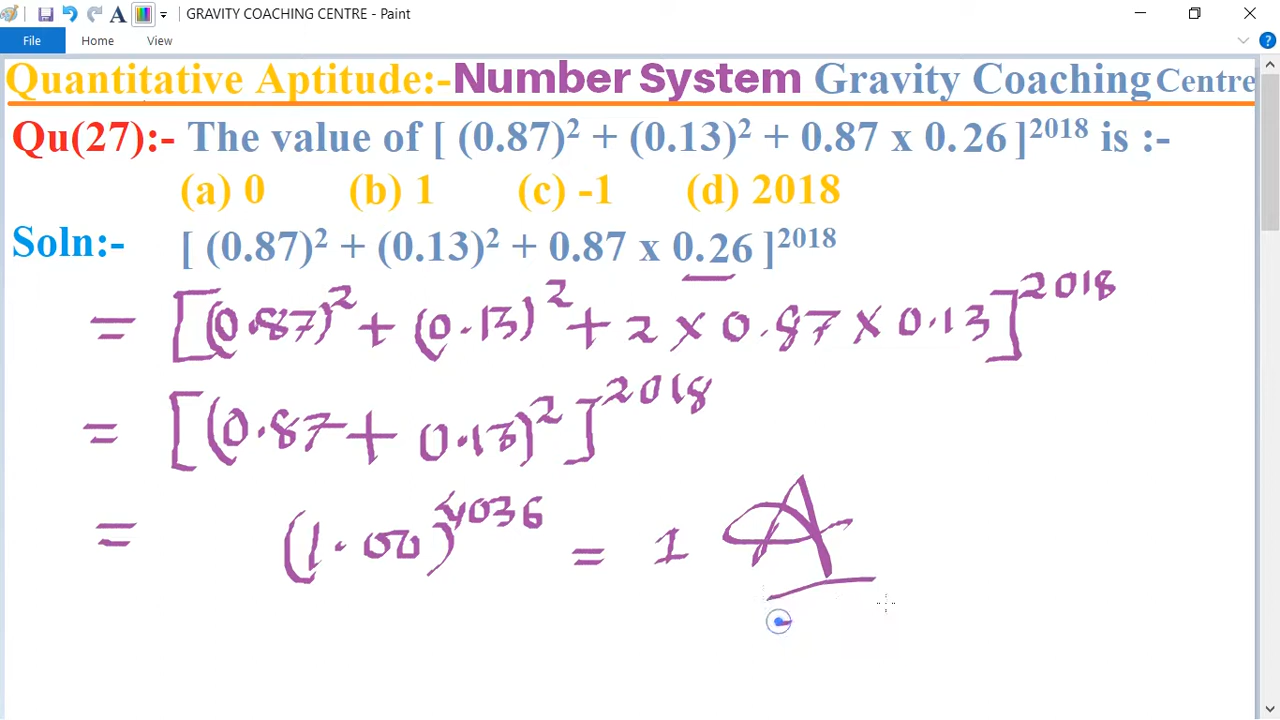 GRAVITY COACHING CENTRE - Paint
File Home View
Quantitative Aptitude:-Number System Gravity Coaching Centre
Qu(27):- The value of [ (0.87)² + (0.13)² + 0.87 x 0.26 ]²⁰¹⁸ is :-
(a) 0 (b) 1 (c) -1 (d) 2018
Soln:- [ (0.87)² + (0.13)² + 0.87 x 0.26 ]²⁰¹⁸
= [(0.87)² + (0.13)² + 2 × 0.87 × 0.13]²⁰¹⁸
= [(0.87 + 0.13)²]²⁰¹⁸
= (1.00)⁴⁰³⁶ = 1 A